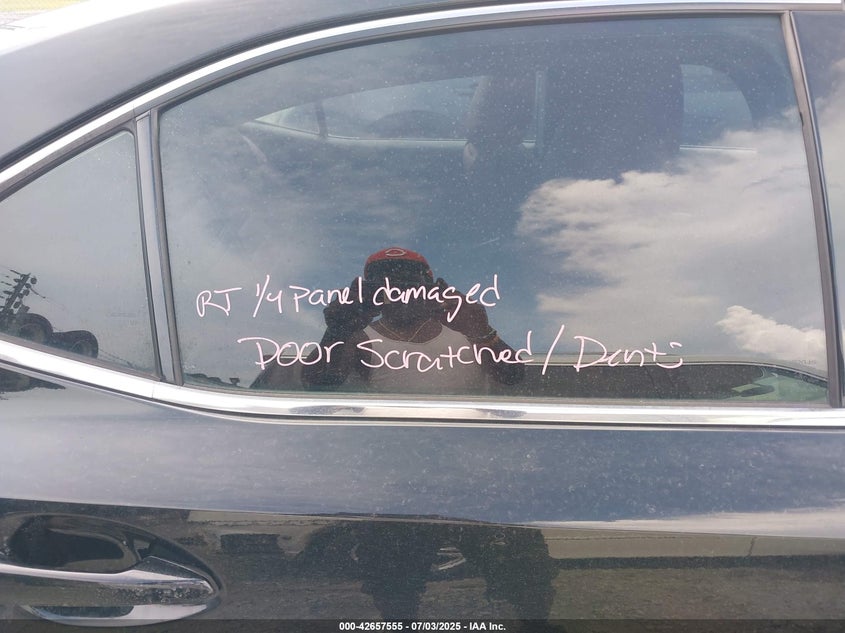 RT 1/4 panel damaged
Door Scratched / Dents
000-42657555 - 07/03/2025 - IAA Inc.